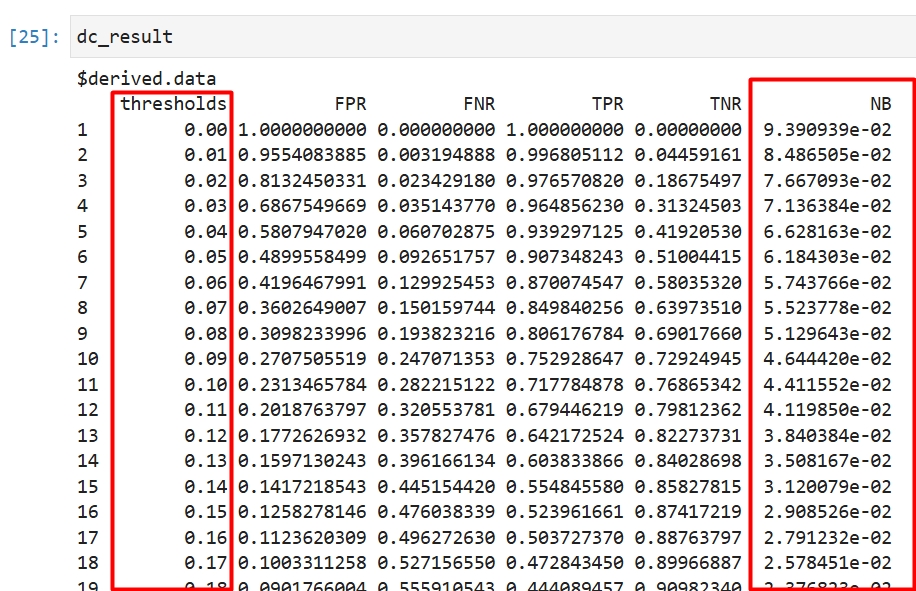 [25]: dc_result
$derived.data
thresholds FPR FNR TPR TNR NB
1 0.00 1.0000000000 0.000000000 1.000000000 0.00000000 9.390939e-02
2 0.01 0.9554083885 0.003194888 0.996805112 0.04459161 8.486505e-02
3 0.02 0.8132450331 0.023429180 0.976570820 0.18675497 7.667093e-02
4 0.03 0.6867549669 0.035143770 0.964856230 0.31324503 7.136384e-02
5 0.04 0.5807947020 0.060702875 0.939297125 0.41920530 6.628163e-02
6 0.05 0.4899558499 0.092651757 0.907348243 0.51004415 6.184303e-02
7 0.06 0.4196467991 0.129925453 0.870074547 0.58035320 5.743766e-02
8 0.07 0.3602649007 0.150159744 0.849840256 0.63973510 5.523778e-02
9 0.08 0.3098233996 0.193823216 0.806176784 0.69017660 5.129643e-02
10 0.09 0.2707505519 0.247071353 0.752928647 0.72924945 4.644420e-02
11 0.10 0.2313465784 0.282215122 0.717784878 0.76865342 4.411552e-02
12 0.11 0.2018763797 0.320553781 0.679446219 0.79812362 4.119850e-02
13 0.12 0.1772626932 0.357827476 0.642172524 0.82273731 3.840384e-02
14 0.13 0.1597130243 0.396166134 0.603833866 0.84028698 3.508167e-02
15 0.14 0.1417218543 0.445154420 0.554845580 0.85827815 3.120079e-02
16 0.15 0.1258278146 0.476038339 0.523961661 0.87417219 2.908526e-02
17 0.16 0.1123620309 0.496272630 0.503727370 0.88763797 2.791232e-02
18 0.17 0.1003311258 0.527156550 0.472843450 0.89966887 2.578451e-02
19 0.18 0.0901766004 0.555910543 0.444089457 0.90982340 2.376823e-02